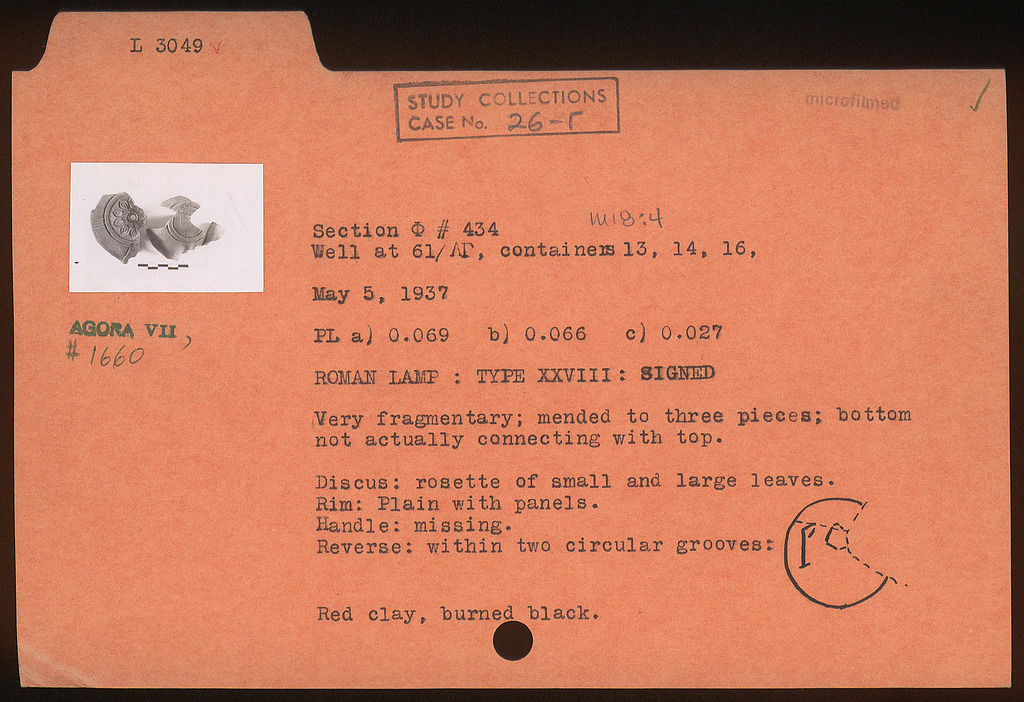 L 3049 √
STUDY COLLECTIONS
CASE No. 26-Γ
microfilmed
M18:4
Section Φ # 434
Well at 61/ΛΓ, containers 13, 14, 16,
May 5, 1937
AGORA VII,
# 1660
PL a) 0.069 b) 0.066 c) 0.027
ROMAN LAMP : TYPE XXVIII: SIGNED
Very fragmentary; mended to three pieces; bottom
not actually connecting with top.
Discus: rosette of small and large leaves.
Rim: Plain with panels.
Handle: missing.
Reverse: within two circular grooves:
Red clay, burned black.